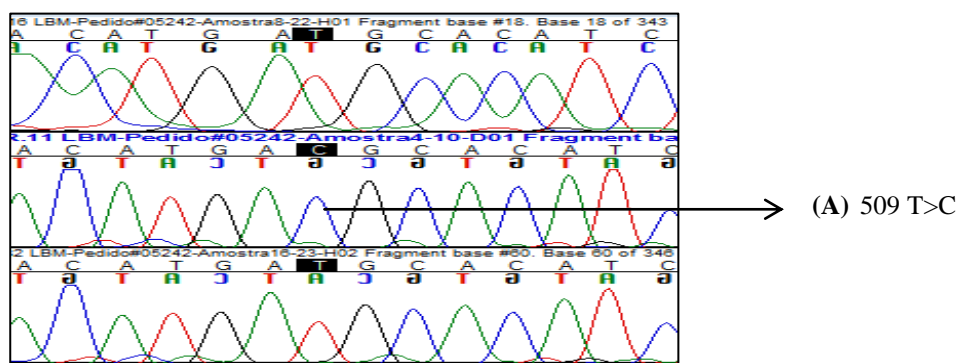 16 LBM-Pedido#05242-Amostra8-22-H01 Fragment base #18. Base 18 of 343
A C A T G A T G C A C A T C
A C A T G A T G C A C A T C
R.11 LBM-Pedido#05242-Amostra4-10-D01 Fragment ba
A C A T G A C G C A C A T C
T G T A C T G C G T G T A G
(A) 509 T>C
LBM-Pedido#05242-Amostra16-23-H02 Fragment base #60. Base 60 of 346
A C A T G A T G C A C A T C
T G T A C T A C G T G T A G